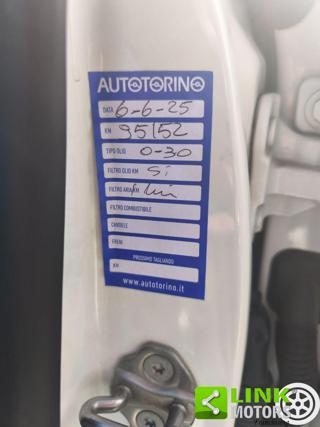 AUTOTORINO
DATA 6-6-25
KM 95152
TIPO OLIO 0-30
FILTRO OLIO KM Si
FILTRO ARIA KM
FILTRO COMBUSTIBILE
CANDELE
FRENI
PROSSIMO TAGLIANDO
KM
www.autotorino.it
LINK
MOTORS